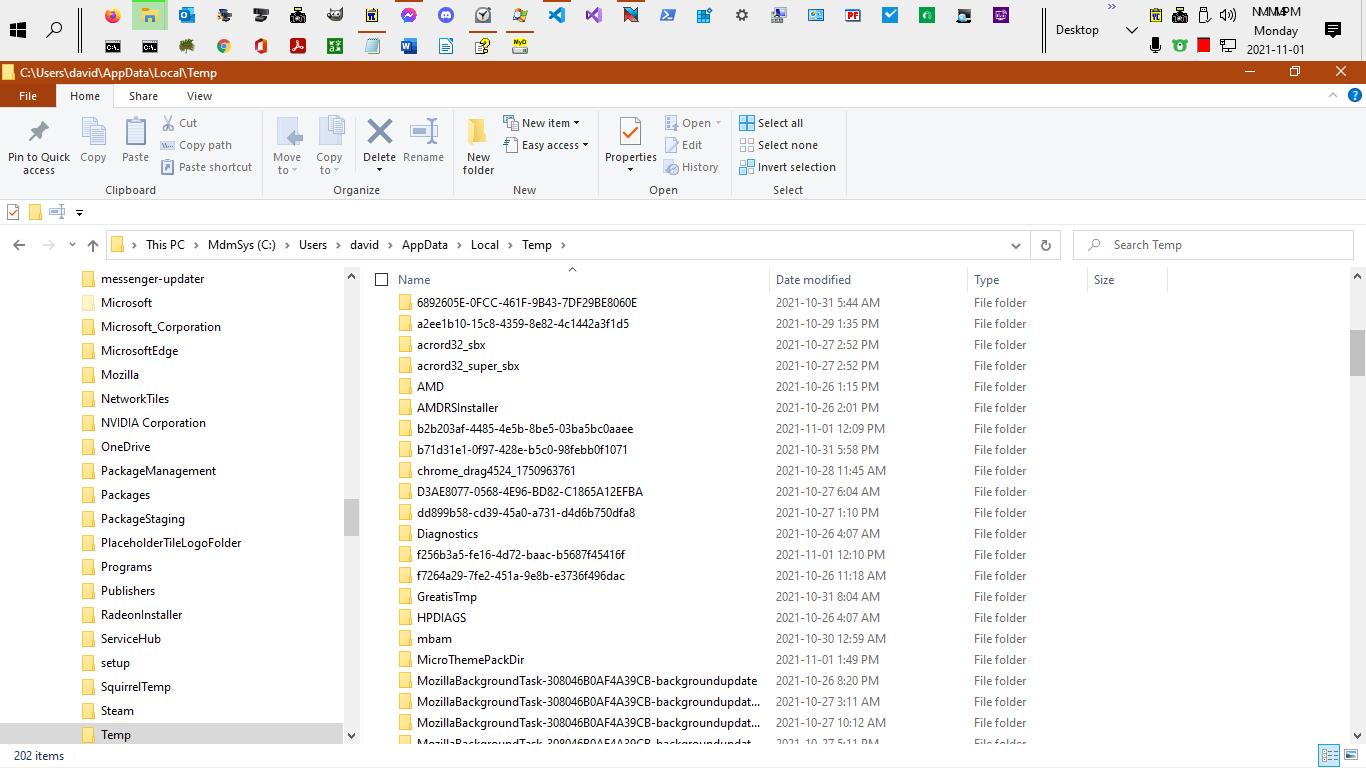 Desktop
Monday
2021-11-01
C:\Users\david\AppData\Local\Temp
File Home Share View
Pin to Quick access
Copy
Paste
Cut
Copy path
Paste shortcut
Clipboard
Move to
Copy to
Delete
Rename
Organize
New folder
New item
Easy access
New
Properties
Open
Edit
History
Open
Select all
Select none
Invert selection
Select
This PC > MdmSys (C:) > Users > david > AppData > Local > Temp >
Search Temp
messenger-updater
Microsoft
Microsoft_Corporation
MicrosoftEdge
Mozilla
NetworkTiles
NVIDIA Corporation
OneDrive
PackageManagement
Packages
PackageStaging
PlaceholderTileLogoFolder
Programs
Publishers
RadeonInstaller
ServiceHub
setup
SquirrelTemp
Steam
Temp
Name Date modified Type Size
6892605E-0FCC-461F-9B43-7DF29BE8060E 2021-10-31 5:44 AM File folder
a2ee1b10-15c8-4359-8e82-4c1442a3f1d5 2021-10-29 1:35 PM File folder
acrord32_sbx 2021-10-27 2:52 PM File folder
acrord32_super_sbx 2021-10-27 2:52 PM File folder
AMD 2021-10-26 1:15 PM File folder
AMDRSInstaller 2021-10-26 2:01 PM File folder
b2b203af-4485-4e5b-8be5-03ba5bc0aaee 2021-11-01 12:09 PM File folder
b71d31e1-0f97-428e-b5c0-98febb0f1071 2021-10-31 5:58 PM File folder
chrome_drag4524_1750963761 2021-10-28 11:45 AM File folder
D3AE8077-0568-4E96-BD82-C1865A12EFBA 2021-10-27 6:04 AM File folder
dd899b58-cd39-45a0-a731-d4d6b750dfa8 2021-10-27 1:10 PM File folder
Diagnostics 2021-10-26 4:07 AM File folder
f256b3a5-fe16-4d72-baac-b5687f45416f 2021-11-01 12:10 PM File folder
f7264a29-7fe2-451a-9e8b-e3736f496dac 2021-10-26 11:18 AM File folder
GreatisTmp 2021-10-31 8:04 AM File folder
HPDIAGS 2021-10-26 4:07 AM File folder
mbam 2021-10-30 12:59 AM File folder
MicroThemePackDir 2021-11-01 1:49 PM File folder
MozillaBackgroundTask-308046B0AF4A39CB-backgroundupdate 2021-10-26 8:20 PM File folder
MozillaBackgroundTask-308046B0AF4A39CB-backgroundupdat... 2021-10-27 3:11 AM File folder
MozillaBackgroundTask-308046B0AF4A39CB-backgroundupdat... 2021-10-27 10:12 AM File folder
MozillaBackgroundTask-308046B0AF4A39CB-backgroundupdat... 2021-10-27 5:11 PM File folder
202 items